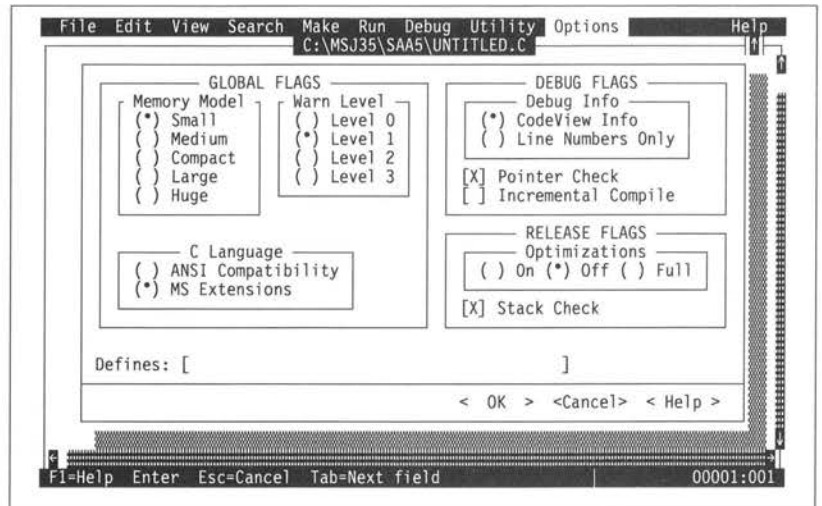 File Edit View Search Make Run Debug Utility Options Help
C:\MSJ35\SAA5\UNTITLED.C
GLOBAL FLAGS
Memory Model
(•) Small
( ) Medium
( ) Compact
( ) Large
( ) Huge
Warn Level
( ) Level 0
(•) Level 1
( ) Level 2
( ) Level 3
C Language
( ) ANSI Compatibility
(•) MS Extensions
DEBUG FLAGS
Debug Info
(•) CodeView Info
( ) Line Numbers Only
[X] Pointer Check
[ ] Incremental Compile
RELEASE FLAGS
Optimizations
( ) On (•) Off ( ) Full
[X] Stack Check
Defines: [ ]
< OK > <Cancel> < Help >
F1=Help Enter Esc=Cancel Tab=Next field 00001:001